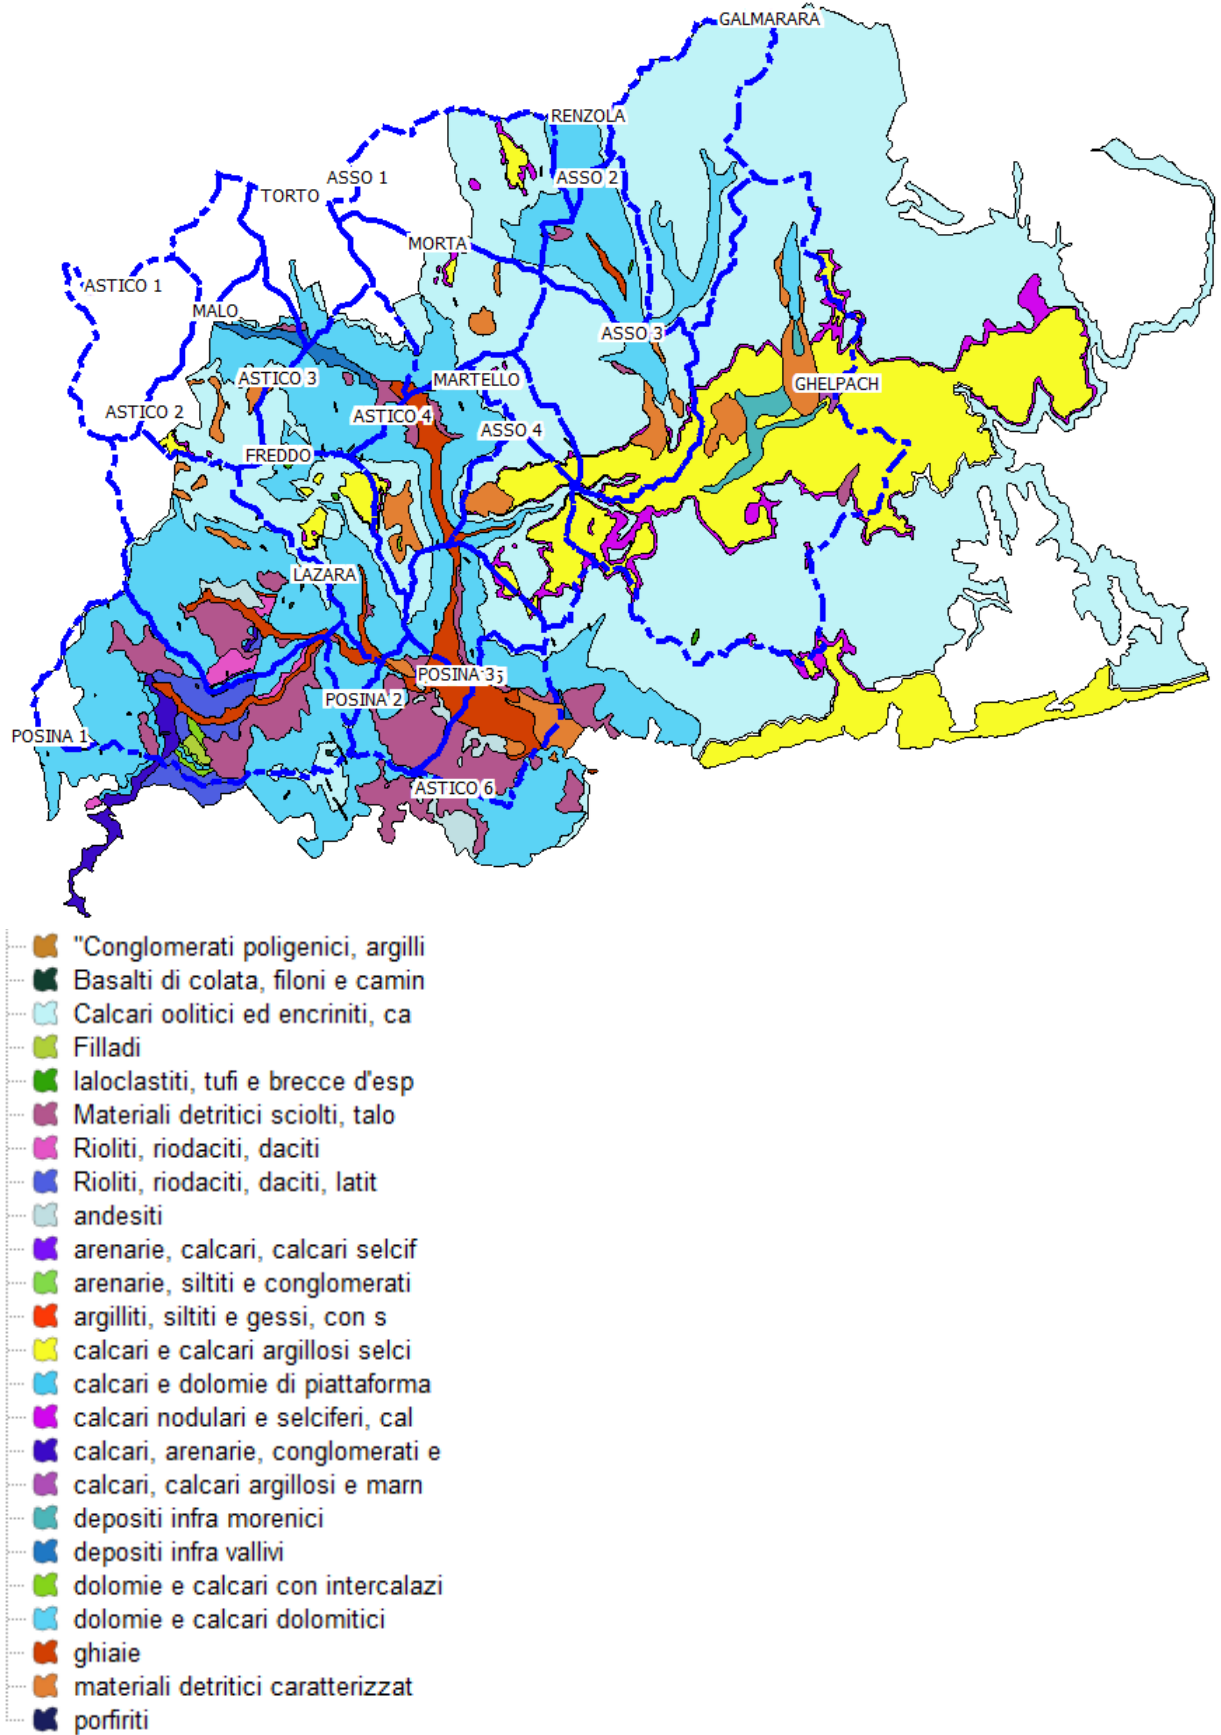 GALMARARA
RENZOLA
ASSO 1
ASSO 2
TORTO
MORTA
ASTICO 1
MALO
ASSO 3
ASTICO 3
MARTELLO
GHELPACH
ASTICO 2
ASTICO 4
ASSO 4
FREDDO
LAZARA
POSINA 3
POSINA 2
POSINA 1
ASTICO 6
"Conglomerati poligenici, argilli
Basalti di colata, filoni e camin
Calcari oolitici ed encriniti, ca
Filladi
Ialoclastiti, tufi e brecce d'esp
Materiali detritici sciolti, talo
Rioliti, riodaciti, daciti
Rioliti, riodaciti, daciti, latit
andesiti
arenarie, calcari, calcari selcif
arenarie, siltiti e conglomerati
argilliti, siltiti e gessi, con s
calcari e calcari argillosi selci
calcari e dolomie di piattaforma
calcari nodulari e selciferi, cal
calcari, arenarie, conglomerati e
calcari, calcari argillosi e marn
depositi infra morenici
depositi infra vallivi
dolomie e calcari con intercalazi
dolomie e calcari dolomitici
ghiaie
materiali detritici caratterizzat
porfiriti